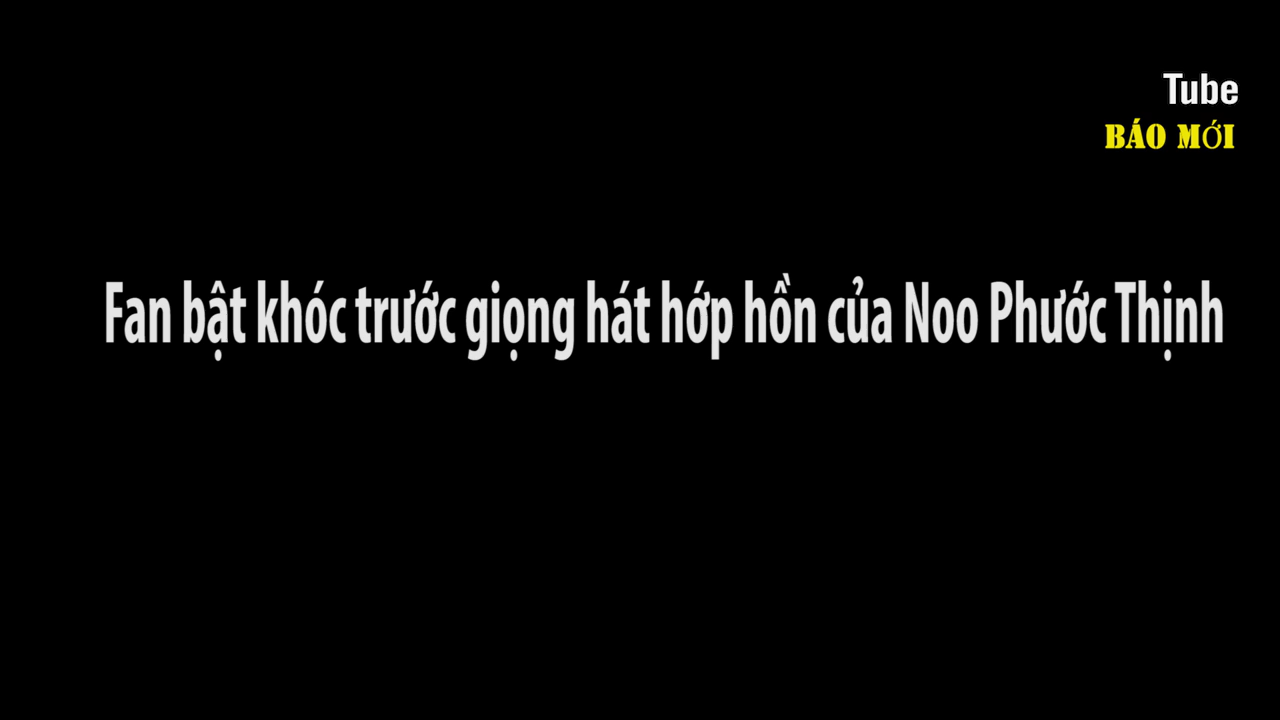 Tube
BÁO MỚI
Fan bật khóc trước giọng hát hớp hồn của Noo Phước Thịnh